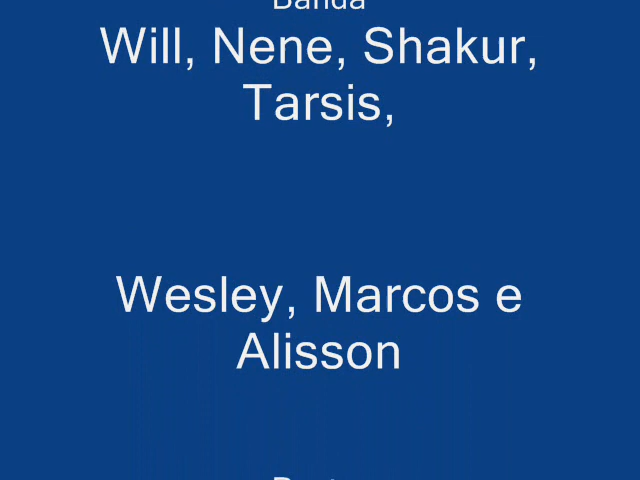 Banda
Will, Nene, Shakur,
Tarsis,
Wesley, Marcos e
Alisson